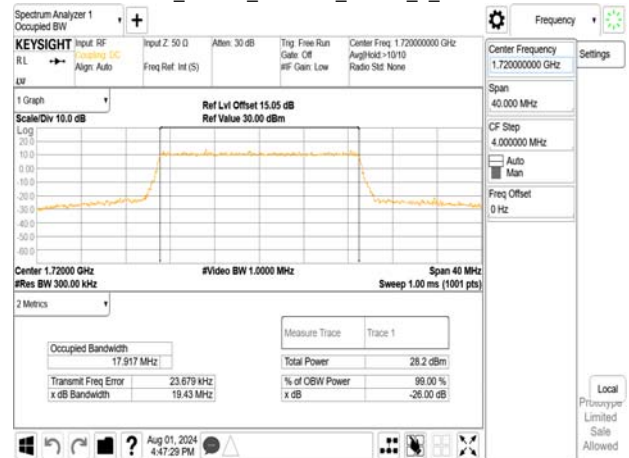 Spectrum Analyzer 1
Occupied BW
Frequency
KEYSIGHT
RL
Input: RF
Coupling: DC
Align: Auto
Input Z: 50 Ω
Freq Ref: Int (S)
Atten: 30 dB
Trig: Free Run
Gate: Off
#IF Gain: Low
Center Freq: 1.720000000 GHz
Avg|Hold:>10/10
Radio Std: None
Center Frequency
1.720000000 GHz
Settings
Span
40.000 MHz
CF Step
4.000000 MHz
Auto
Man
Freq Offset
0 Hz
1 Graph
Scale/Div 10.0 dB
Ref Lvl Offset 15.05 dB
Ref Value 30.00 dBm
Log
20.0
10.0
0.00
-10.0
-20.0
-30.0
-40.0
-50.0
-60.0
Center 1.72000 GHz
#Video BW 1.0000 MHz
Span 40 MHz
#Res BW 300.00 kHz
Sweep 1.00 ms (1001 pts)
2 Metrics
Measure Trace Trace 1
Occupied Bandwidth
17.917 MHz
Total Power 28.2 dBm
Transmit Freq Error 23.679 kHz
% of OBW Power 99.00 %
x dB Bandwidth 19.43 MHz
x dB -26.00 dB
Local
Prototype
Limited
Sale
Allowed
Aug 01, 2024
4:47:29 PM